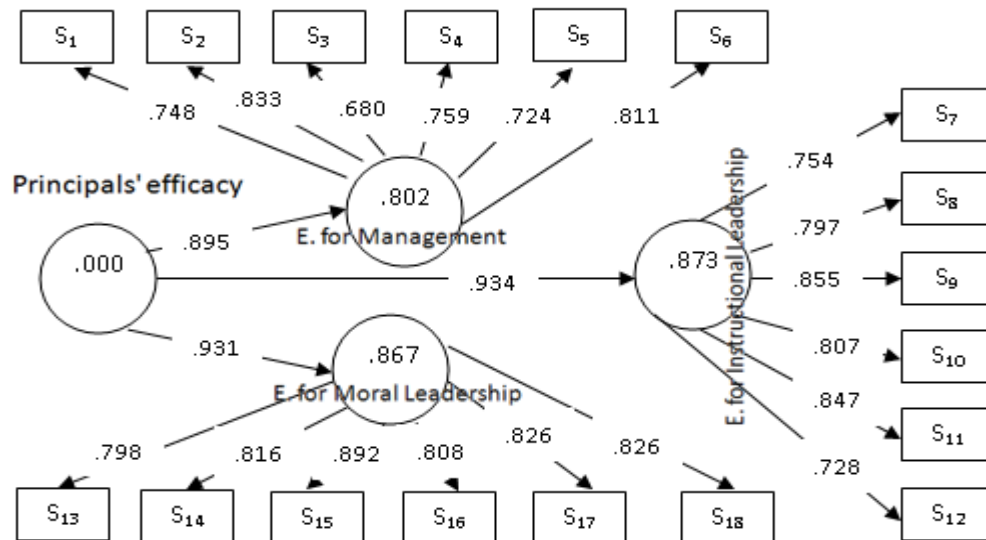 S₁ S₂ S₃ S₄ S₅ S₆
.748 .833 .680 .759 .724 .811
Principals' efficacy
.802
.895
E. for Management
.000
.934
.873
E. for Instructional Leadership
.931
.867
E. for Moral Leadership
.754
.797
.855
.807
.847
.728
S₇
S₈
S₉
S₁₀
S₁₁
S₁₂
.798 .816 .892 .808 .826 .826
S₁₃ S₁₄ S₁₅ S₁₆ S₁₇ S₁₈